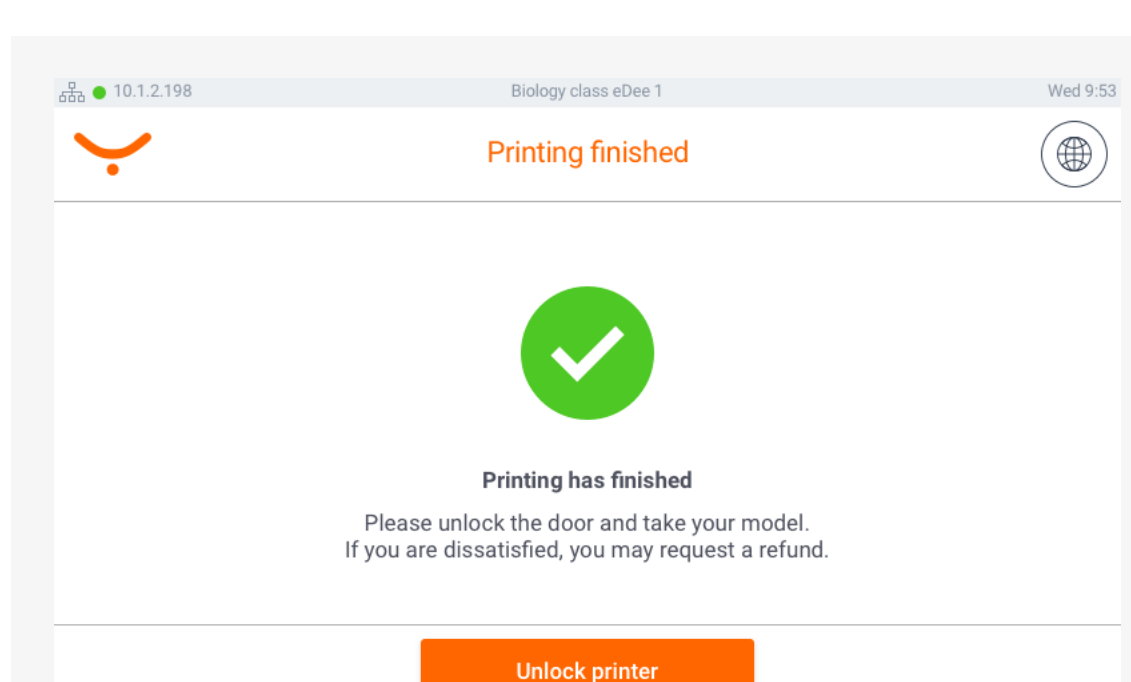 10.1.2.198 Biology class eDee 1 Wed 9:53
Printing finished
Printing has finished
Please unlock the door and take your model.
If you are dissatisfied, you may request a refund.
Unlock printer